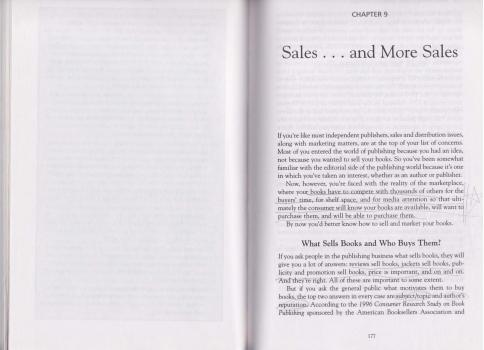 CHAPTER 9
Sales . . . and More Sales
If you're like most independent publishers, sales and distribution issues,
along with marketing matters, are at the top of your list of concerns.
Most of you entered the world of publishing because you had an idea,
not because you wanted to sell your books. So you've been somewhat
familiar with the editorial side of the publishing world because it's one
in which you've taken an interest, whether as an author or publisher.
Now, however, you're faced with the reality of the marketplace,
where your books have to compete with thousands of others for the
buyers' time, for shelf space, and for media attention so that ulti-
mately the consumer will know your books are available, will want to
purchase them, and will be able to purchase them.
By now you'd better know how to sell and market your books.
What Sells Books and Who Buys Them?
If you ask people in the publishing business what sells books, they will
give you a lot of answers: reviews sell books, jackets sell books, pub-
licity and promotion sell books, price is important, and on and on.
And they're right. All of these are important to some extent.
But if you ask the general public what motivates them to buy
books, the top two answers in every case are subject/topic and author's
reputation. According to the 1996 Consumer Research Study on Book
Publishing sponsored by the American Booksellers Association and
177